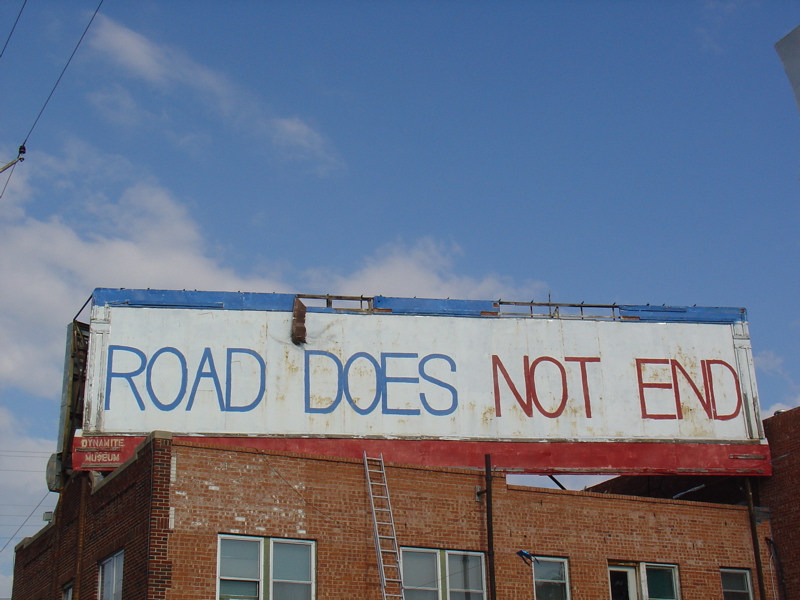 ROAD DOES NOT END
DYNAMITE
MUSEUM